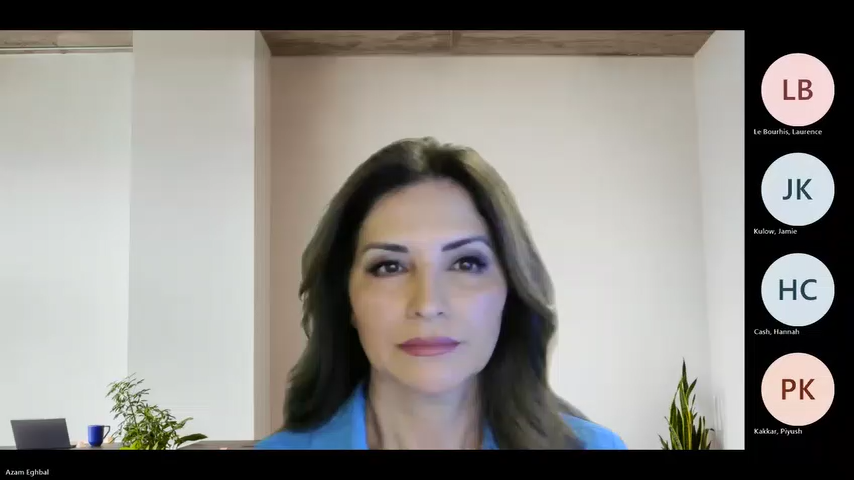 LB
Le Bourhis, Laurence
JK
Kulow, Jamie
HC
Cash, Hannah
PK
Kakkar, Piyush
Azam Eghbal